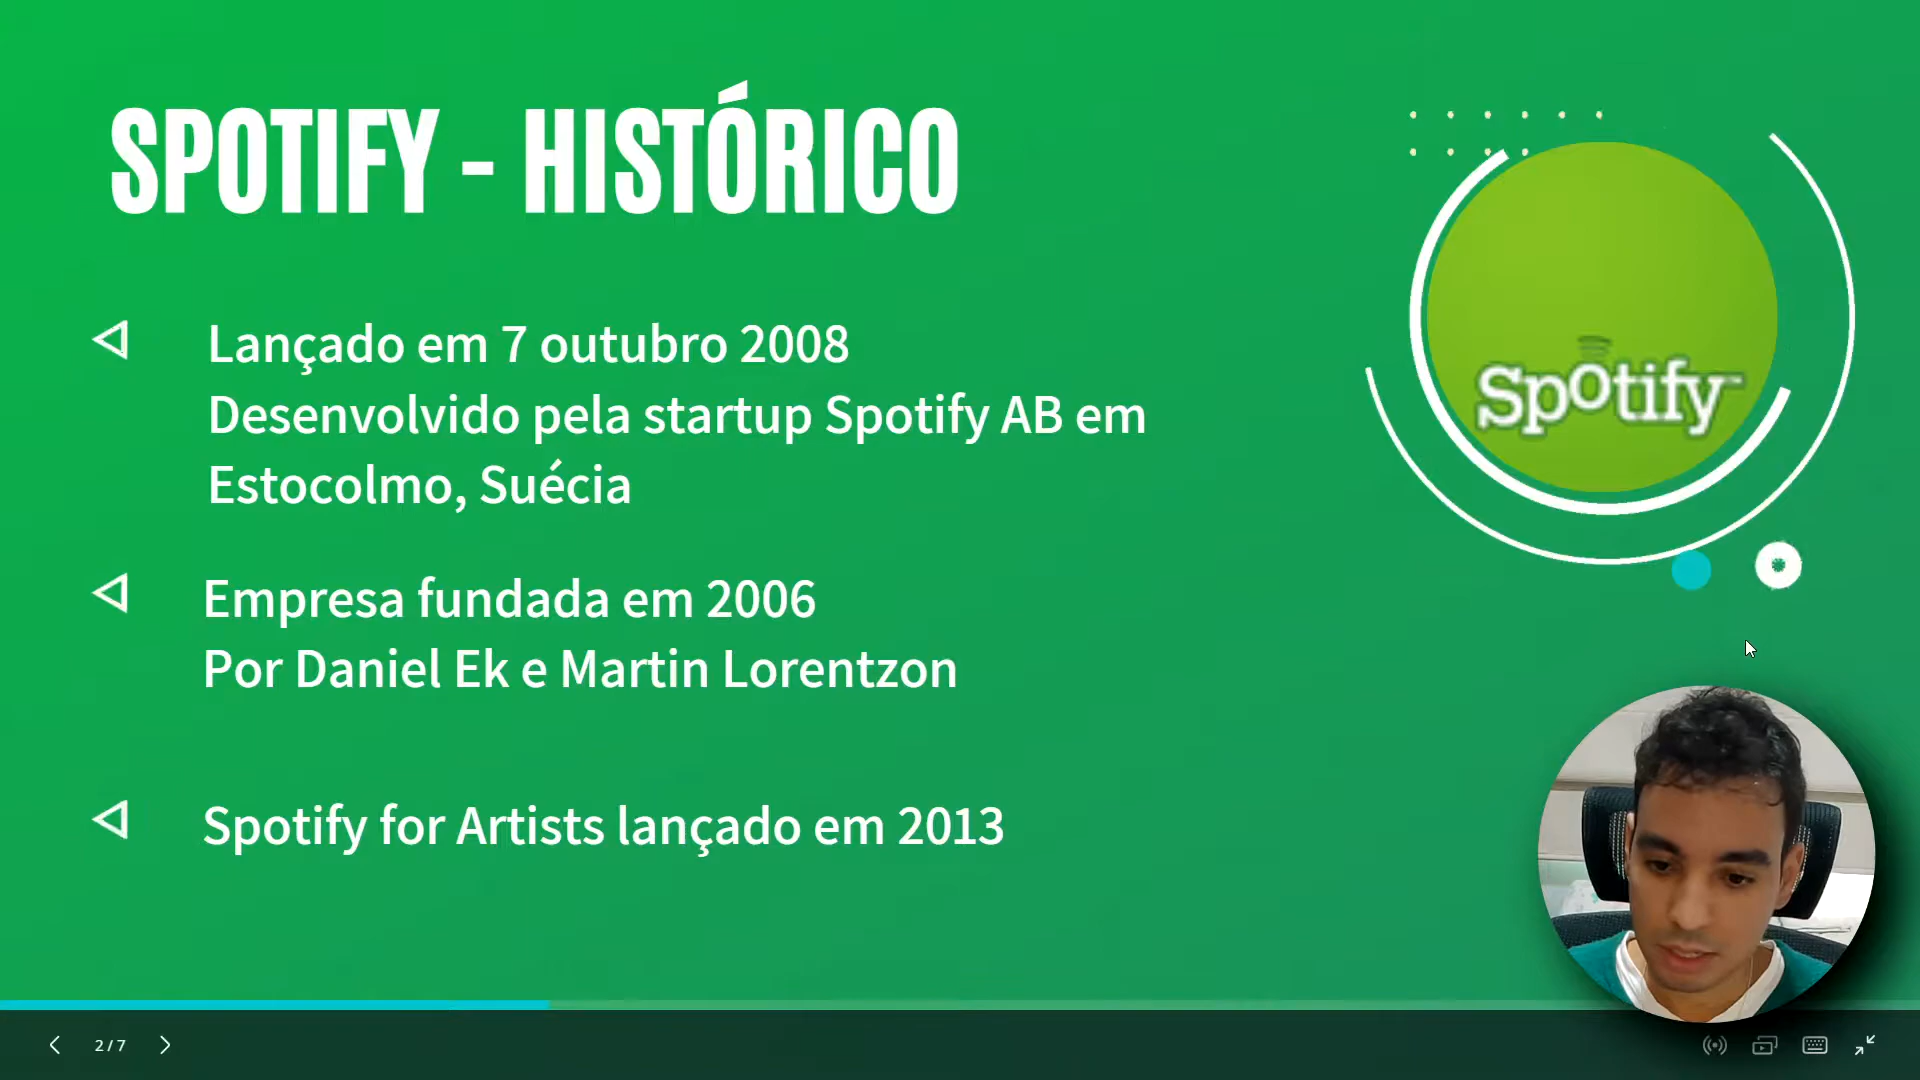 SPOTIFY - HISTÓRICO
Spotify™
Lançado em 7 outubro 2008
Desenvolvido pela startup Spotify AB em
Estocolmo, Suécia
Empresa fundada em 2006
Por Daniel Ek e Martin Lorentzon
Spotify for Artists lançado em 2013
2 / 7